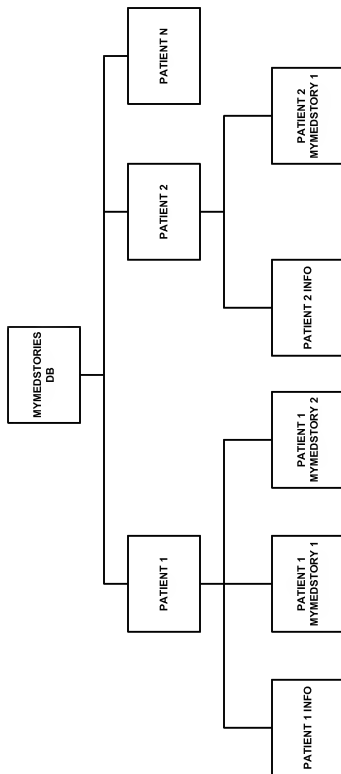 MYMEDSTORIES
DB
PATIENT 1
PATIENT 2
PATIENT N
PATIENT 1 INFO
PATIENT 1
MYMEDSTORY 1
PATIENT 1
MYMEDSTORY 2
PATIENT 2 INFO
PATIENT 2
MYMEDSTORY 1